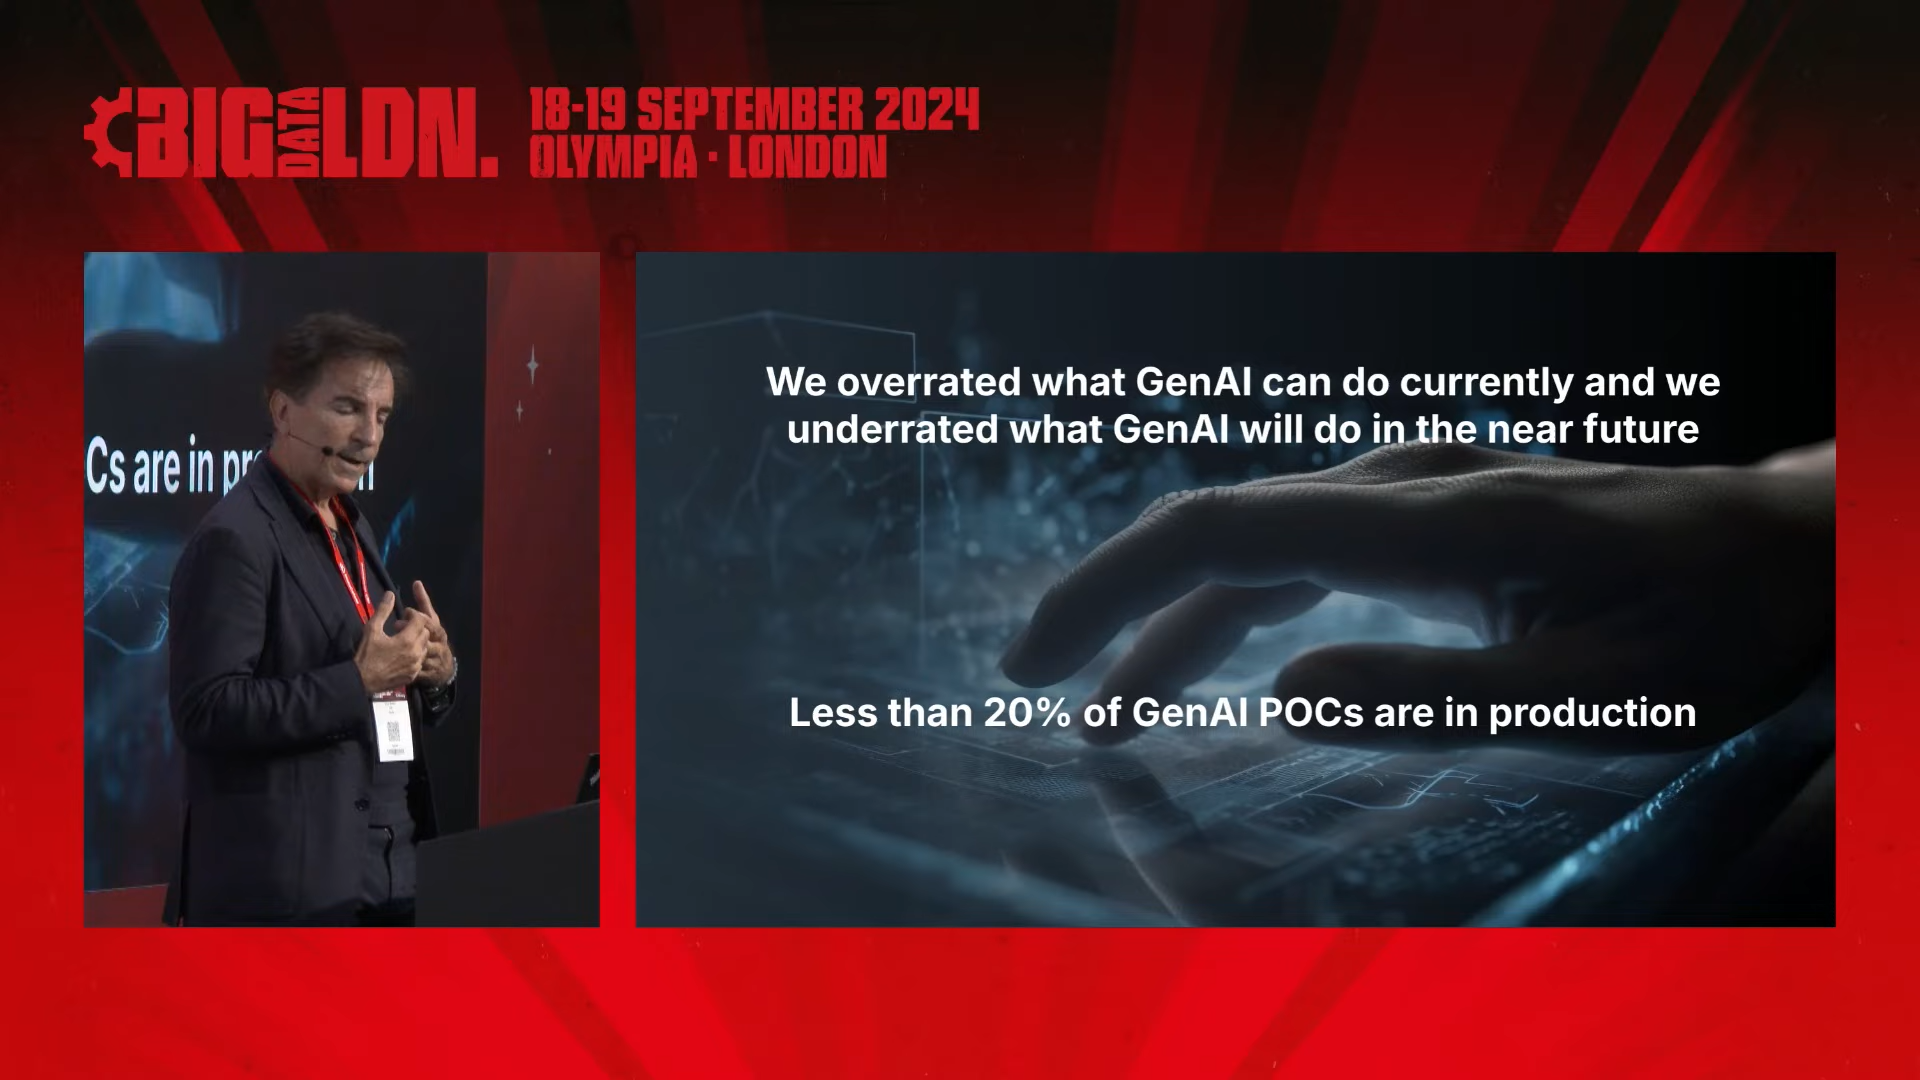 BIG DATA LDN.
18-19 SEPTEMBER 2024
OLYMPIA · LONDON
Cs are in pr
We overrated what GenAI can do currently and we
underrated what GenAI will do in the near future
Less than 20% of GenAI POCs are in production